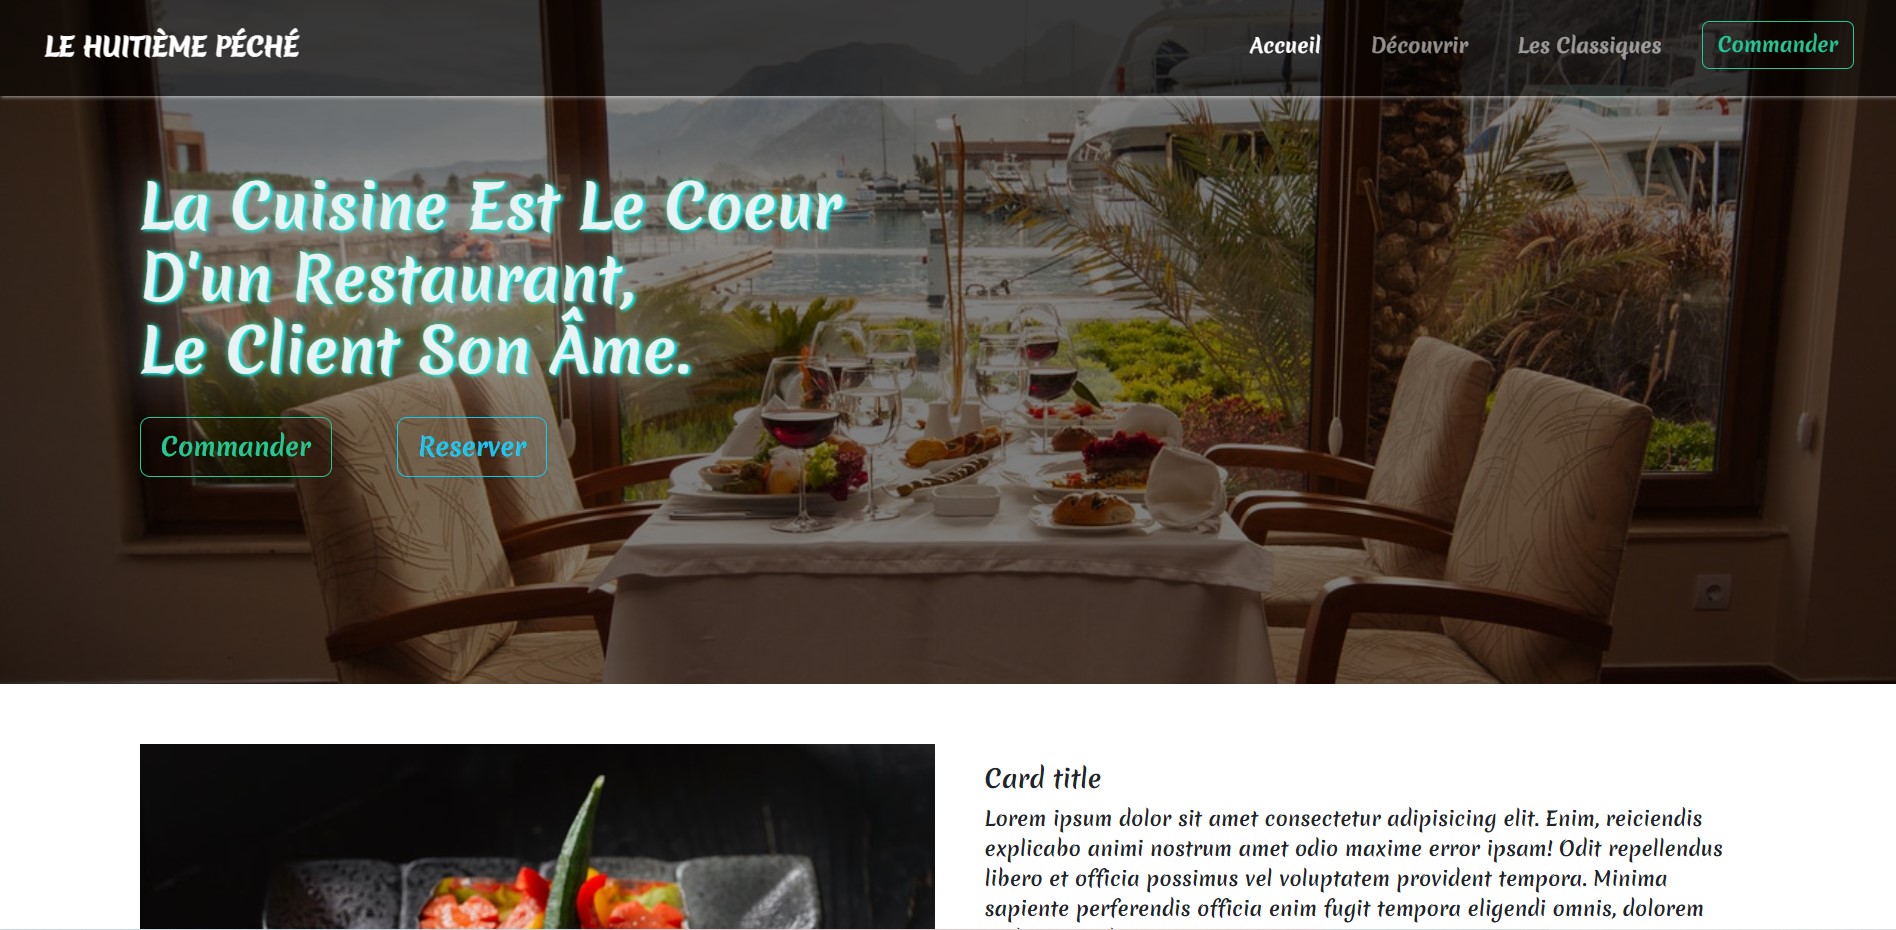 LE HUITIÈME PÉCHÉ
Accueil
Découvrir
Les Classiques
Commander
La Cuisine Est Le Coeur
D'un Restaurant,
Le Client Son Âme.
Commander
Reserver
Card title
Lorem ipsum dolor sit amet consectetur adipisicing elit. Enim, reiciendis
explicabo animi nostrum amet odio maxime error ipsam! Odit repellendus
libero et officia possimus vel voluptatem provident tempora. Minima
sapiente perferendis officia enim fugit tempora eligendi omnis, dolorem